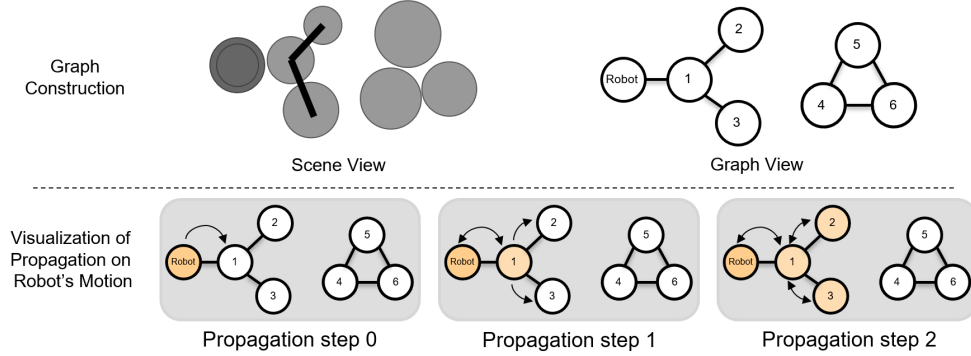 Graph
Construction
Robot
1
2
3
4
5
6
Scene View
Graph View
Visualization of
Propagation on
Robot's Motion
Robot
1
2
3
4
5
6
Robot
1
2
3
4
5
6
Robot
1
2
3
4
5
6
Propagation step 0
Propagation step 1
Propagation step 2